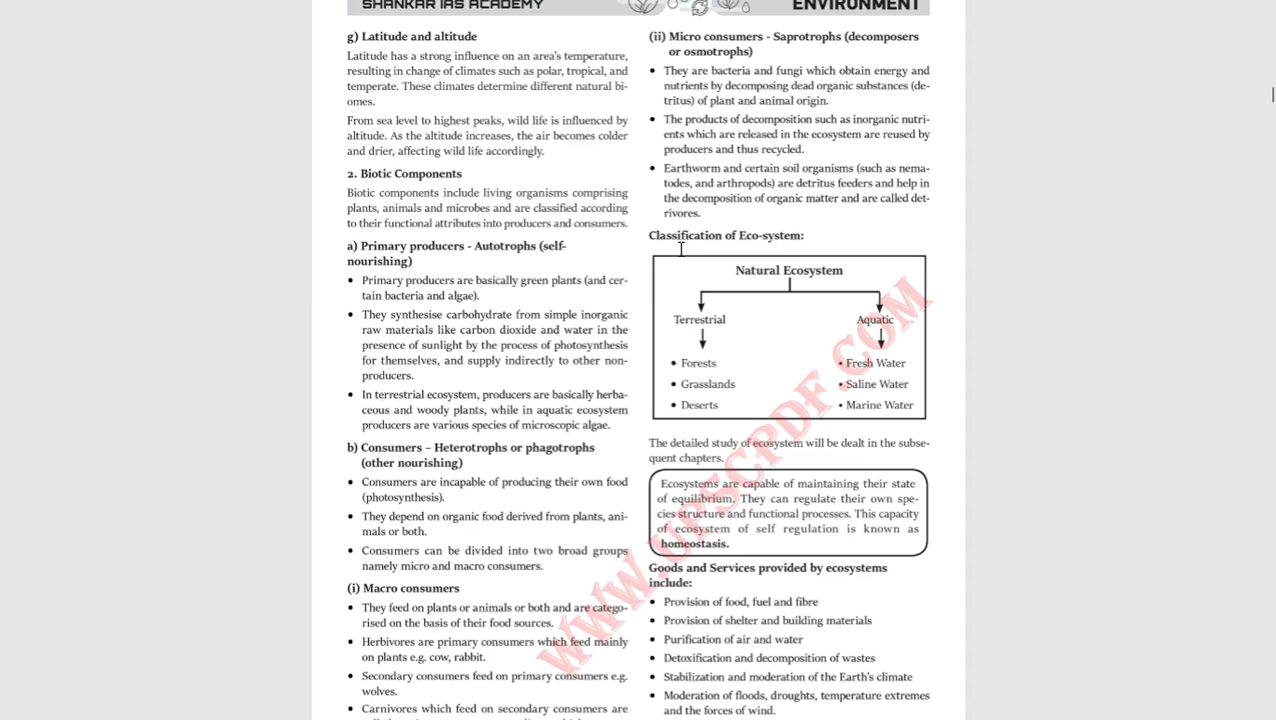 SHANKAR IAS ACADEMY
ENVIRONMENT
g) Latitude and altitude
Latitude has a strong influence on an area's temperature,
resulting in change of climates such as polar, tropical, and
temperate. These climates determine different natural bi-
omes.
From sea level to highest peaks, wild life is influenced by
altitude. As the altitude increases, the air becomes colder
and drier, affecting wild life accordingly.
2. Biotic Components
Biotic components include living organisms comprising
plants, animals and microbes and are classified according
to their functional attributes into producers and consumers.
a) Primary producers - Autotrophs (self-
nourishing)
• Primary producers are basically green plants (and cer-
tain bacteria and algae).
• They synthesise carbohydrate from simple inorganic
raw materials like carbon dioxide and water in the
presence of sunlight by the process of photosynthesis
for themselves, and supply indirectly to other non-
producers.
• In terrestrial ecosystem, producers are basically herba-
ceous and woody plants, while in aquatic ecosystem
producers are various species of microscopic algae.
b) Consumers – Heterotrophs or phagotrophs
(other nourishing)
• Consumers are incapable of producing their own food
(photosynthesis).
• They depend on organic food derived from plants, ani-
mals or both.
• Consumers can be divided into two broad groups
namely micro and macro consumers.
(i) Macro consumers
• They feed on plants or animals or both and are catego-
rised on the basis of their food sources.
• Herbivores are primary consumers which feed mainly
on plants e.g. cow, rabbit.
• Secondary consumers feed on primary consumers e.g.
wolves.
• Carnivores which feed on secondary consumers are
(ii) Micro consumers - Saprotrophs (decomposers
or osmotrophs)
• They are bacteria and fungi which obtain energy and
nutrients by decomposing dead organic substances (de-
tritus) of plant and animal origin.
• The products of decomposition such as inorganic nutri-
ents which are released in the ecosystem are reused by
producers and thus recycled.
• Earthworm and certain soil organisms (such as nema-
todes, and arthropods) are detritus feeders and help in
the decomposition of organic matter and are called det-
rivores.
Classification of Eco-system:
Natural Ecosystem
Terrestrial
Aquatic
• Forests
• Grasslands
• Deserts
• Fresh Water
• Saline Water
• Marine Water
The detailed study of ecosystem will be dealt in the subse-
quent chapters.
Ecosystems are capable of maintaining their state
of equilibrium. They can regulate their own spe-
cies structure and functional processes. This capacity
of ecosystem of self regulation is known as
homeostasis.
Goods and Services provided by ecosystems
include:
• Provision of food, fuel and fibre
• Provision of shelter and building materials
• Purification of air and water
• Detoxification and decomposition of wastes
• Stabilization and moderation of the Earth's climate
• Moderation of floods, droughts, temperature extremes
and the forces of wind.
WWW.UPSCPDF.COM